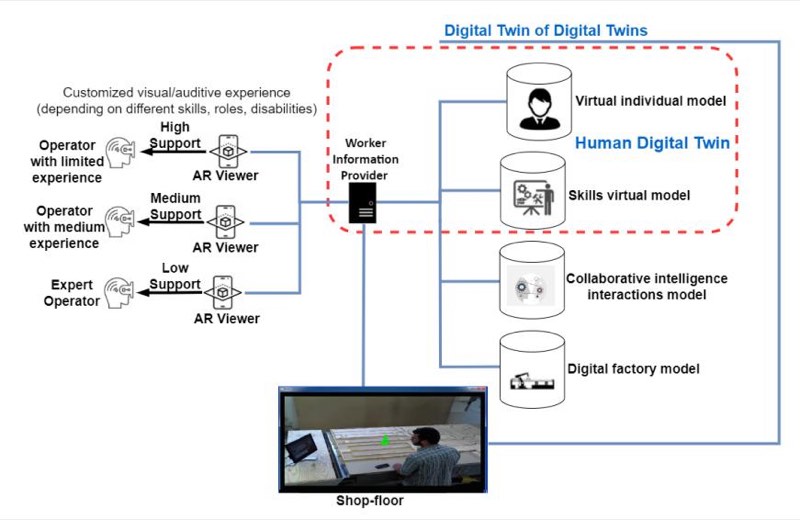 Digital Twin of Digital Twins
Customized visual/auditive experience
(depending on different skills, roles, disabilities)
Operator
with limited
experience
High
Support
AR Viewer
Operator
with medium
experience
Medium
Support
AR Viewer
Expert
Operator
Low
Support
AR Viewer
Worker
Information
Provider
Virtual individual model
Human Digital Twin
Skills virtual model
Collaborative intelligence
interactions model
Digital factory model
Shop-floor